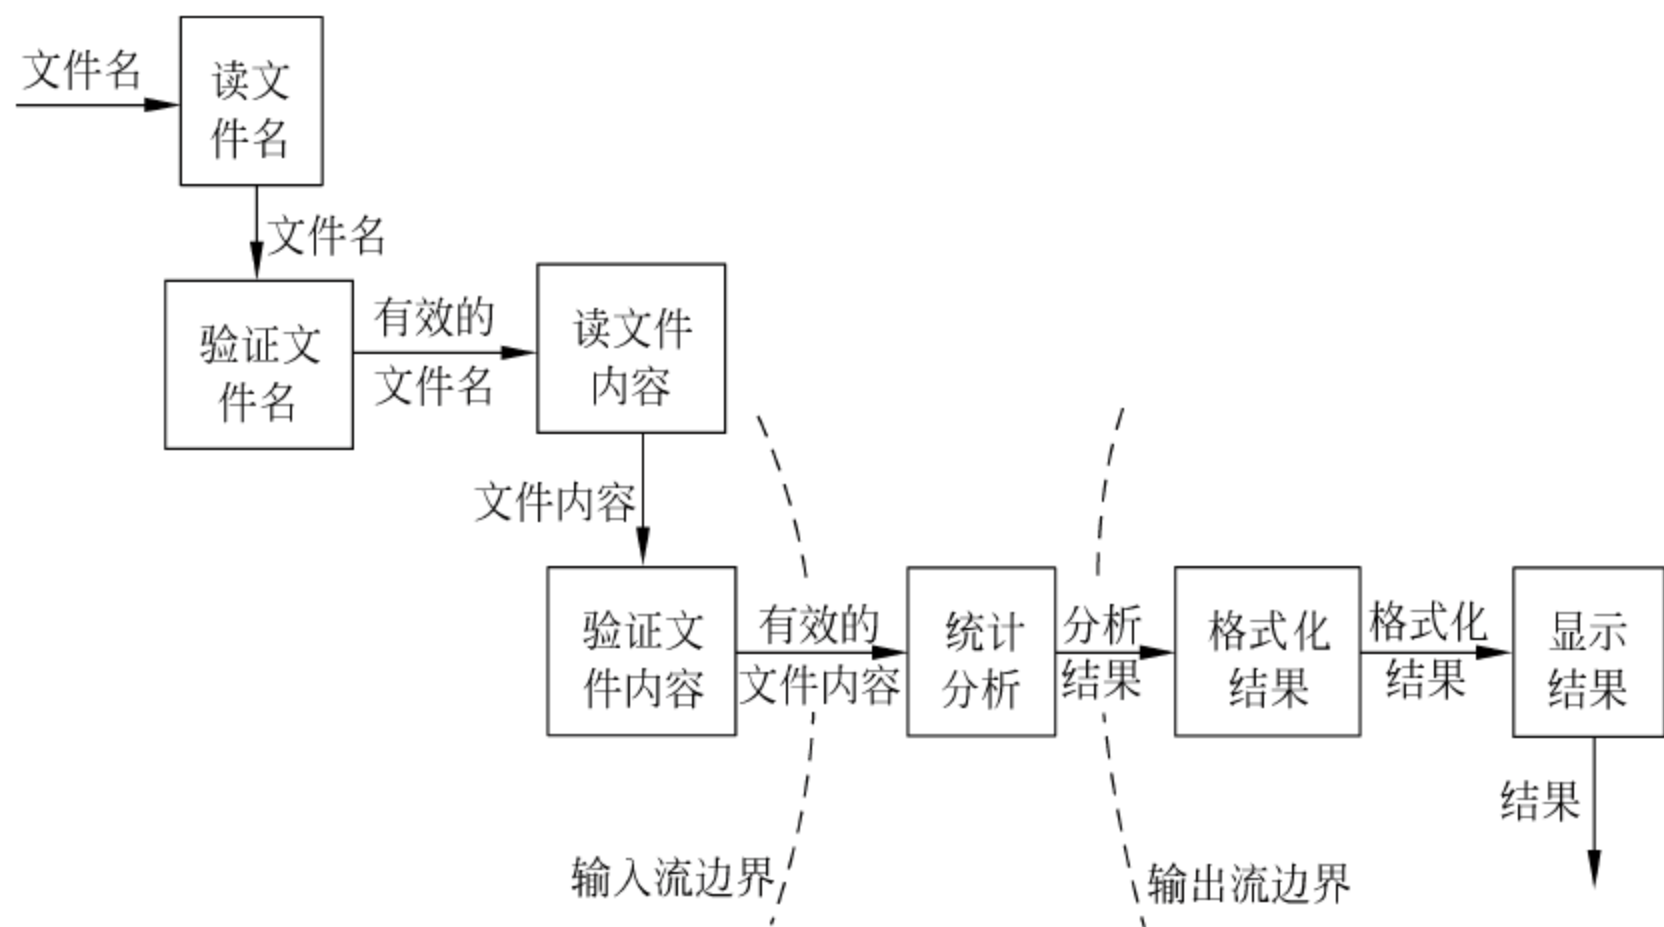 文件名
读文
件名
文件名
验证文
件名
有效的
文件名
读文件
内容
文件内容
验证文
件内容
有效的
文件内容
统计
分析
分析
结果
格式化
结果
格式化
结果
显示
结果
结果
输入流边界
输出流边界